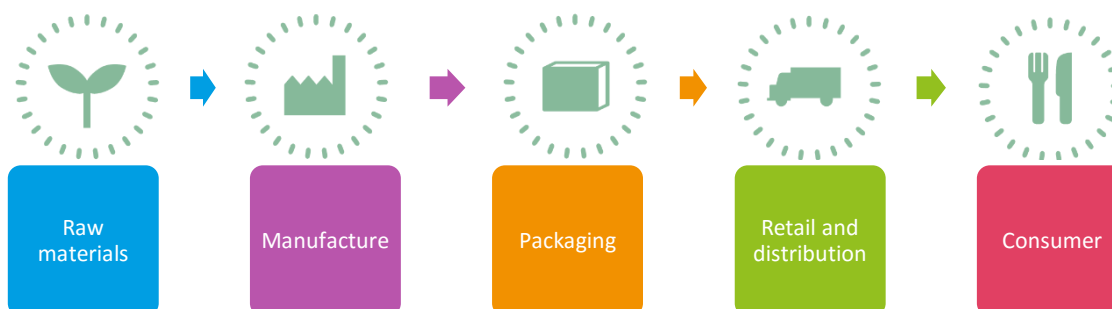 Raw
materials
Manufacture
Packaging
Retail and
distribution
Consumer